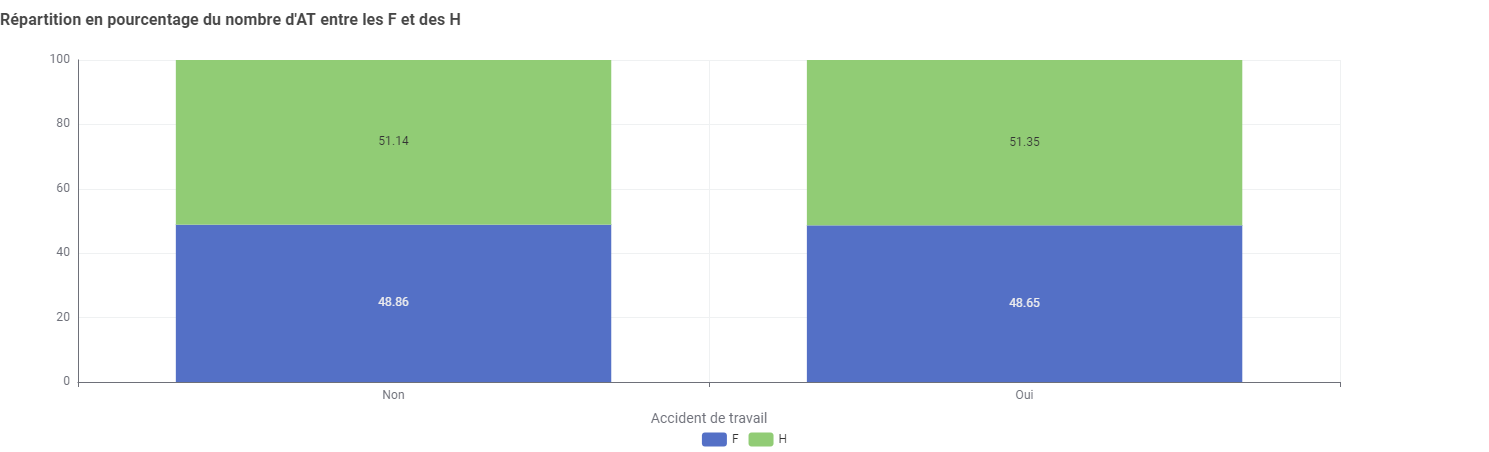 Répartition en pourcentage du nombre d'AT entre les F et des H
100
80
60
40
20
0
51.14
51.35
48.86
48.65
Non
Oui
Accident de travail
F
H